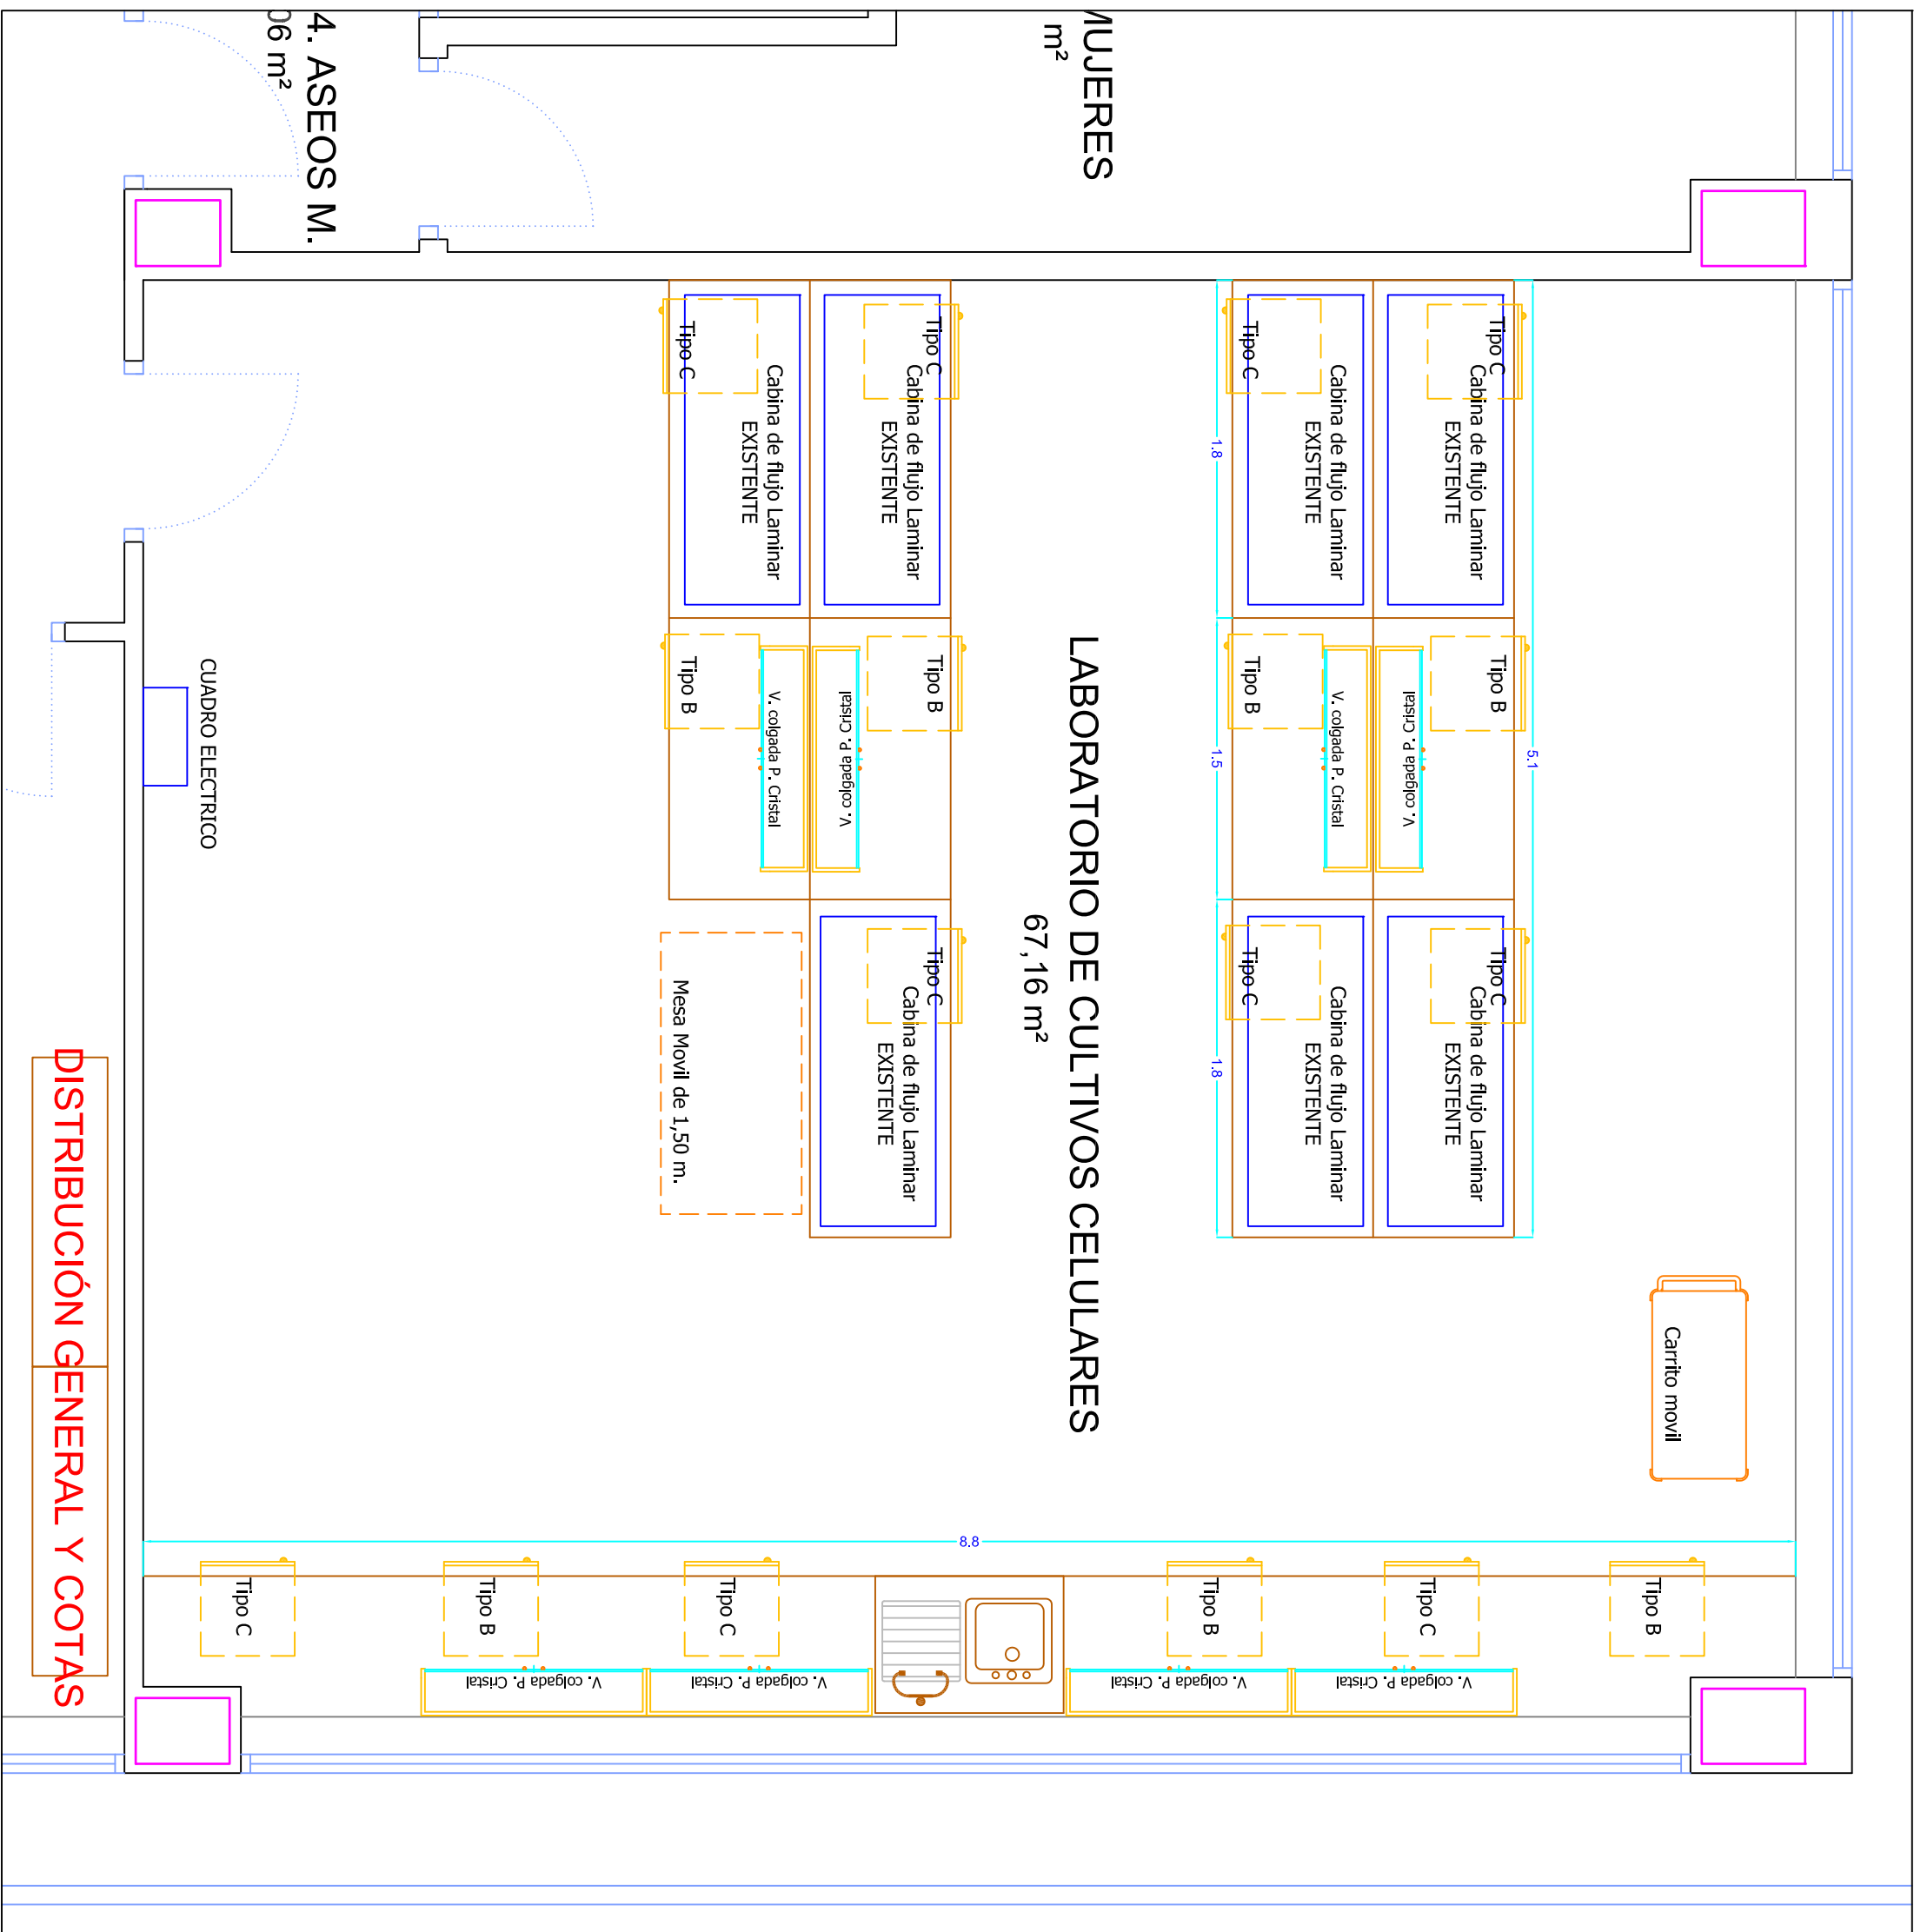 MUJERES
m²
4. ASEOS M.
06 m²
Tipo C
Cabina de flujo Laminar
EXISTENTE
Tipo B
V. colgada P. Cristal
Tipo C
Cabina de flujo Laminar
EXISTENTE
5.1
Tipo C
Cabina de flujo Laminar
EXISTENTE
Tipo B
V. colgada P. Cristal
Tipo C
Cabina de flujo Laminar
EXISTENTE
1.8
1.5
1.8
LABORATORIO DE CULTIVOS CELULARES
67,16 m²
Tipo C
Cabina de flujo Laminar
EXISTENTE
Tipo B
V. colgada P. Cristal
Tipo C
Cabina de flujo Laminar
EXISTENTE
Tipo C
Cabina de flujo Laminar
EXISTENTE
Tipo B
V. colgada P. Cristal
Mesa Movil de 1,50 m.
Carrito movil
8.8
Tipo B
Tipo C
Tipo B
Tipo C
Tipo B
Tipo C
V. colgada P. Cristal
V. colgada P. Cristal
V. colgada P. Cristal
V. colgada P. Cristal
CUADRO ELECTRICO
DISTRIBUCIÓN GENERAL Y COTAS